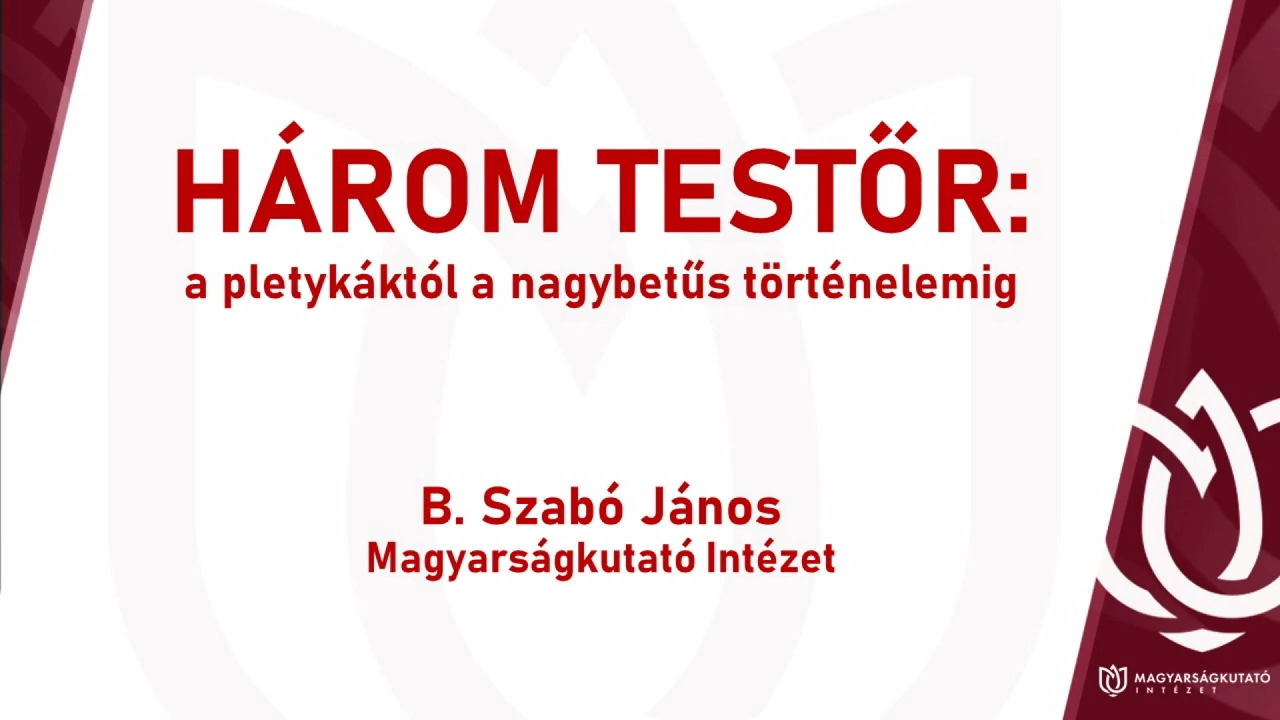 HÁROM TESTŐR:
a pletykáktól a nagybetűs történelemig
B. Szabó János
Magyarságkutató Intézet
MAGYARSÁGKUTATÓ
INTÉZET